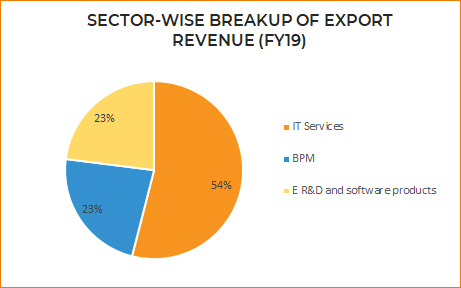 SECTOR-WISE BREAKUP OF EXPORT
REVENUE (FY19)
23%
54%
23%
IT Services
BPM
E R&D and software products